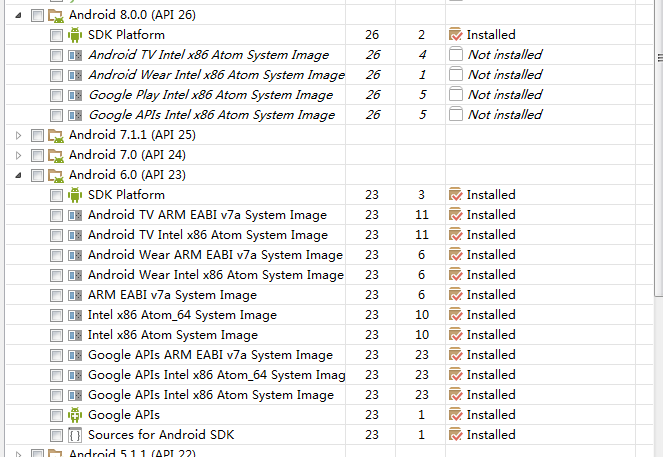 Android 8.0.0 (API 26)
SDK Platform 26 2 Installed
Android TV Intel x86 Atom System Image 26 4 Not installed
Android Wear Intel x86 Atom System Image 26 1 Not installed
Google Play Intel x86 Atom System Image 26 5 Not installed
Google APIs Intel x86 Atom System Image 26 5 Not installed
Android 7.1.1 (API 25)
Android 7.0 (API 24)
Android 6.0 (API 23)
SDK Platform 23 3 Installed
Android TV ARM EABI v7a System Image 23 11 Installed
Android TV Intel x86 Atom System Image 23 11 Installed
Android Wear ARM EABI v7a System Image 23 6 Installed
Android Wear Intel x86 Atom System Image 23 6 Installed
ARM EABI v7a System Image 23 6 Installed
Intel x86 Atom_64 System Image 23 10 Installed
Intel x86 Atom System Image 23 10 Installed
Google APIs ARM EABI v7a System Image 23 23 Installed
Google APIs Intel x86 Atom_64 System Imag 23 23 Installed
Google APIs Intel x86 Atom System Image 23 23 Installed
Google APIs 23 1 Installed
Sources for Android SDK 23 1 Installed
Android 5.1.1 (API 22)